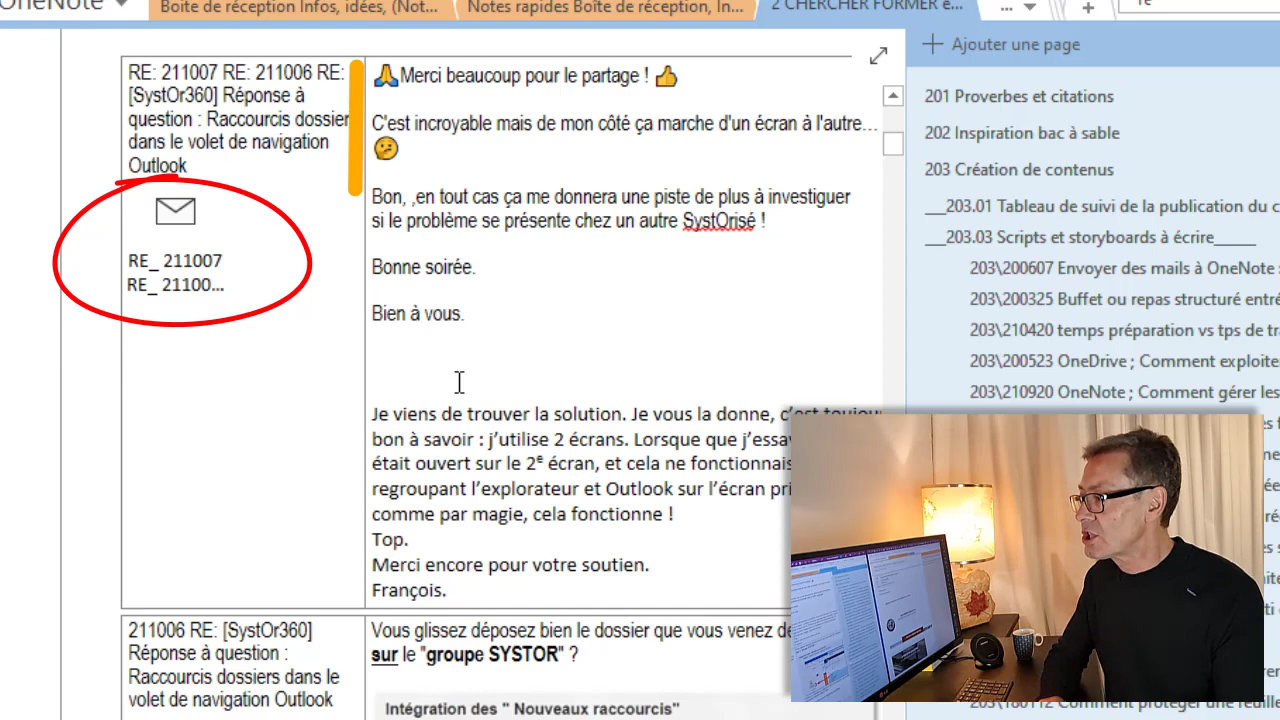 OneNote
Boite de réception Infos, idées, (Not...
Notes rapides Boîte de réception, In...
2 CHERCHER FORMER e...
...
Ajouter une page
RE: 211007 RE: 211006 RE:
[SystOr360] Réponse à
question : Raccourcis dossier
dans le volet de navigation
Outlook
RE_ 211007
RE_ 21100...
🙏Merci beaucoup pour le partage ! 👍
C'est incroyable mais de mon côté ça marche d'un écran à l'autre...
🤔
Bon, ,en tout cas ça me donnera une piste de plus à investiguer
si le problème se présente chez un autre SystOrisé !
Bonne soirée.
Bien à vous.
Je viens de trouver la solution. Je vous la donne, c'est
bon à savoir : j'utilise 2 écrans. Lorsque que j'essa
était ouvert sur le 2e écran, et cela ne fonctionnais
regroupant l'explorateur et Outlook sur l'écran pri
comme par magie, cela fonctionne !
Top.
Merci encore pour votre soutien.
François.
211006 RE: [SystOr360]
Réponse à question :
Raccourcis dossiers dans le
volet de navigation Outlook
Vous glissez déposez bien le dossier que vous venez d
sur le "groupe SYSTOR" ?
Intégration des " Nouveaux raccourcis"
201 Proverbes et citations
202 Inspiration bac à sable
203 Création de contenus
___203.01 Tableau de suivi de la publication du c
___203.03 Scripts et storyboards à écrire_____
203\200607 Envoyer des mails à OneNote
203\200325 Buffet ou repas structuré entré
203\210420 temps préparation vs tps de tra
203\200523 OneDrive ; Comment exploite
203\210920 OneNote ; Comment gérer les